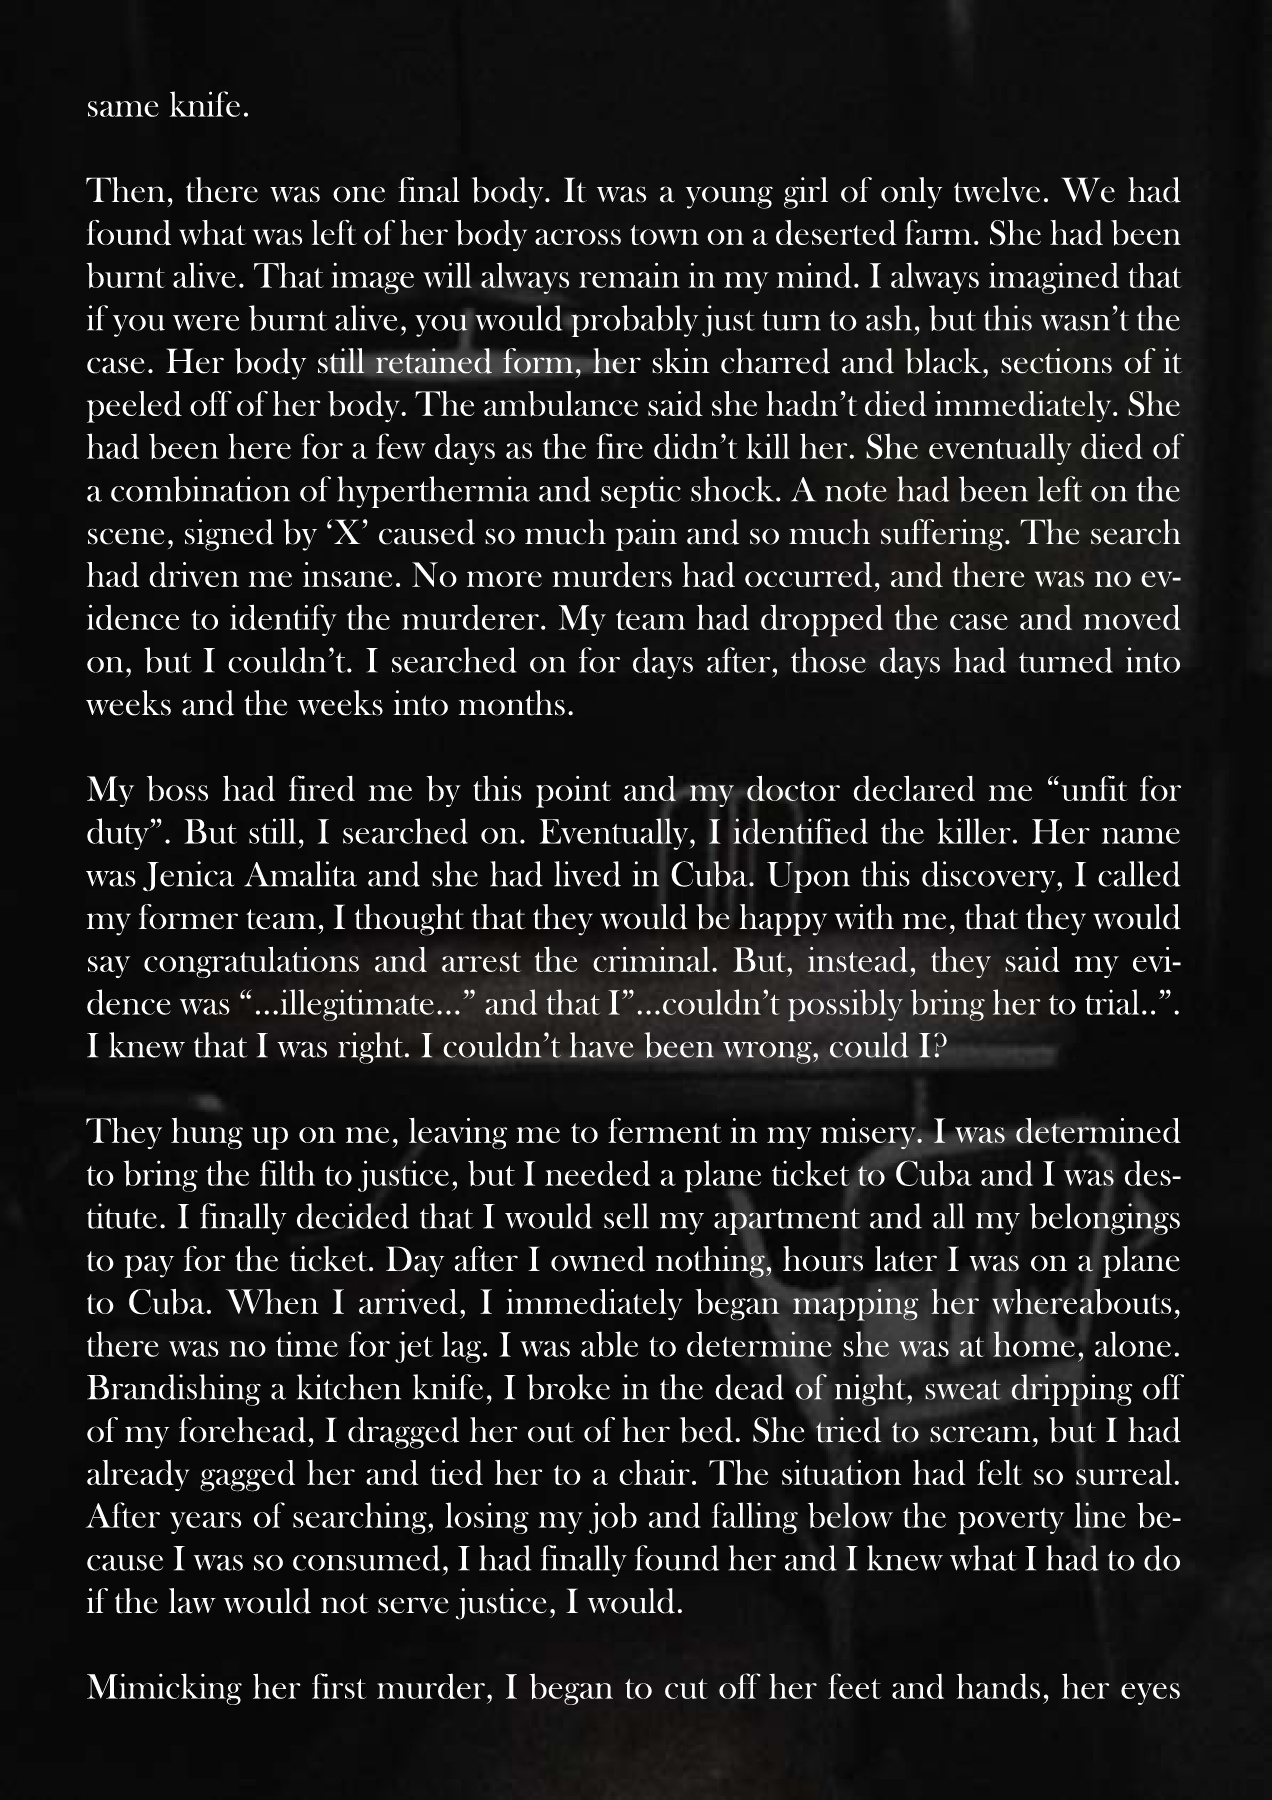 same knife.
Then, there was one final body. It was a young girl of only twelve. We had
found what was left of her body across town on a deserted farm. She had been
burnt alive. That image will always remain in my mind. I always imagined that
if you were burnt alive, you would probably just turn to ash, but this wasn’t the
case. Her body still retained form, her skin charred and black, sections of it
peeled off of her body. The ambulance said she hadn’t died immediately. She
had been here for a few days as the fire didn’t kill her. She eventually died of
a combination of hyperthermia and septic shock. A note had been left on the
scene, signed by ‘X’ caused so much pain and so much suffering. The search
had driven me insane. No more murders had occurred, and there was no ev-
idence to identify the murderer. My team had dropped the case and moved
on, but I couldn’t. I searched on for days after, those days had turned into
weeks and the weeks into months.
My boss had fired me by this point and my doctor declared me “unfit for
duty”. But still, I searched on. Eventually, I identified the killer. Her name
was Jenica Amalita and she had lived in Cuba. Upon this discovery, I called
my former team, I thought that they would be happy with me, that they would
say congratulations and arrest the criminal. But, instead, they said my evi-
dence was “...illegitimate...” and that I”...couldn’t possibly bring her to trial..”.
I knew that I was right. I couldn’t have been wrong, could I?
They hung up on me, leaving me to ferment in my misery. I was determined
to bring the filth to justice, but I needed a plane ticket to Cuba and I was des-
titute. I finally decided that I would sell my apartment and all my belongings
to pay for the ticket. Day after I owned nothing, hours later I was on a plane
to Cuba. When I arrived, I immediately began mapping her whereabouts,
there was no time for jet lag. I was able to determine she was at home, alone.
Brandishing a kitchen knife, I broke in the dead of night, sweat dripping off
of my forehead, I dragged her out of her bed. She tried to scream, but I had
already gagged her and tied her to a chair. The situation had felt so surreal.
After years of searching, losing my job and falling below the poverty line be-
cause I was so consumed, I had finally found her and I knew what I had to do
if the law would not serve justice, I would.
Mimicking her first murder, I began to cut off her feet and hands, her eyes